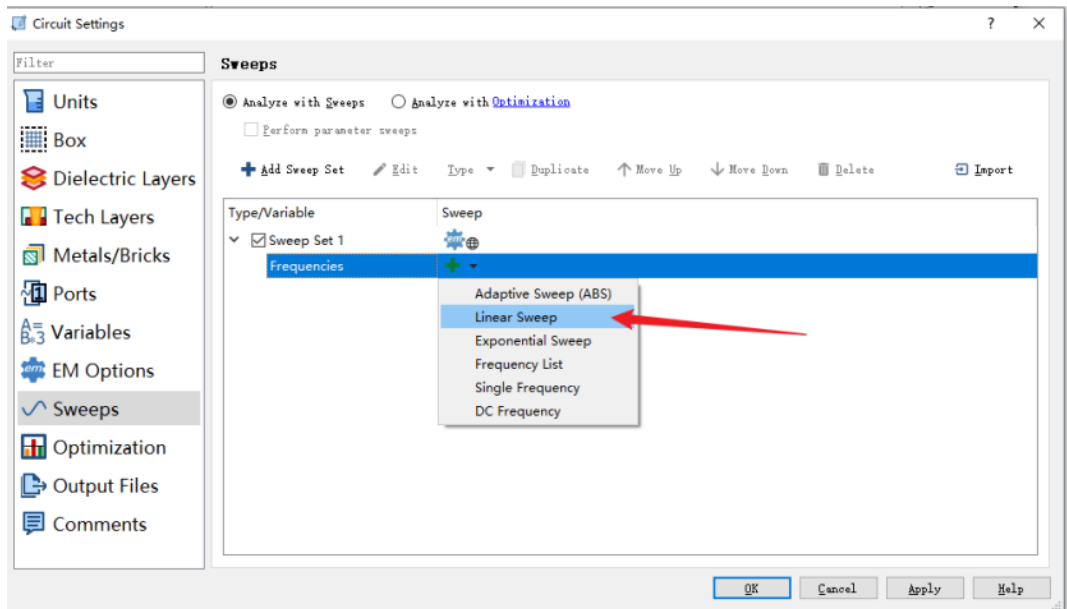 Circuit Settings
?
Filter
Sweeps
Units
Box
Dielectric Layers
Tech Layers
Metals/Bricks
Ports
Variables
EM Options
Sweeps
Optimization
Output Files
Comments
Analyze with Sweeps Analyze with Optimization
Perform parameter sweeps
Add Sweep Set Edit Type Duplicate Move Up Move Down Delete Import
Type/Variable Sweep
Sweep Set 1 em
Frequencies
Adaptive Sweep (ABS)
Linear Sweep
Exponential Sweep
Frequency List
Single Frequency
DC Frequency
OK Cancel Apply Help